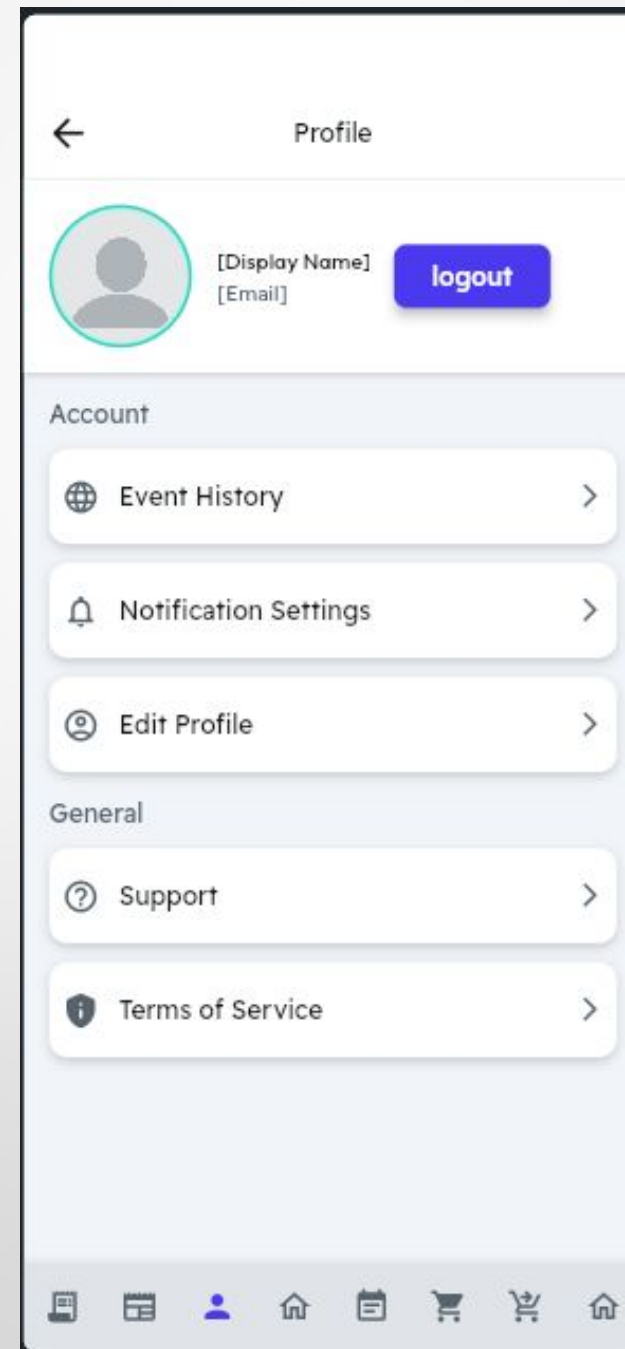 Profile
[Display Name]
[Email]
logout
Account
Event History
Notification Settings
Edit Profile
General
Support
Terms of Service